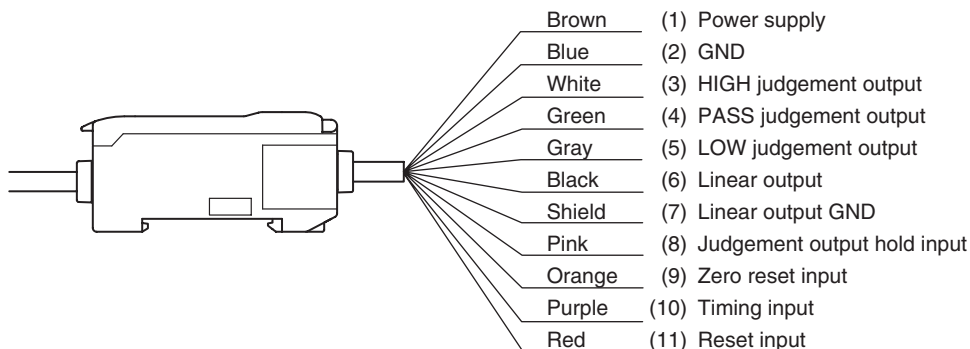 Brown (1) Power supply
Blue (2) GND
White (3) HIGH judgement output
Green (4) PASS judgement output
Gray (5) LOW judgement output
Black (6) Linear output
Shield (7) Linear output GND
Pink (8) Judgement output hold input
Orange (9) Zero reset input
Purple (10) Timing input
Red (11) Reset input